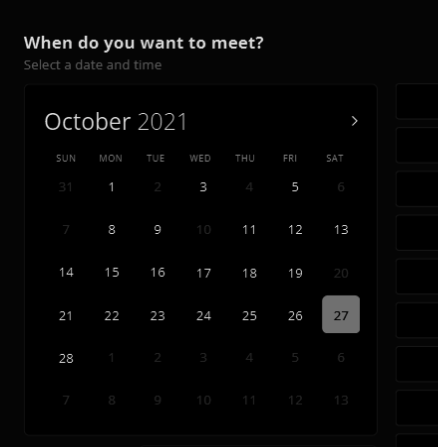 When do you want to meet?
Select a date and time
October 2021
SUN MON TUE WED THU FRI SAT
31 1 2 3 4 5 6
7 8 9 10 11 12 13
14 15 16 17 18 19 20
21 22 23 24 25 26 27
28 1 2 3 4 5 6
7 8 9 10 11 12 13